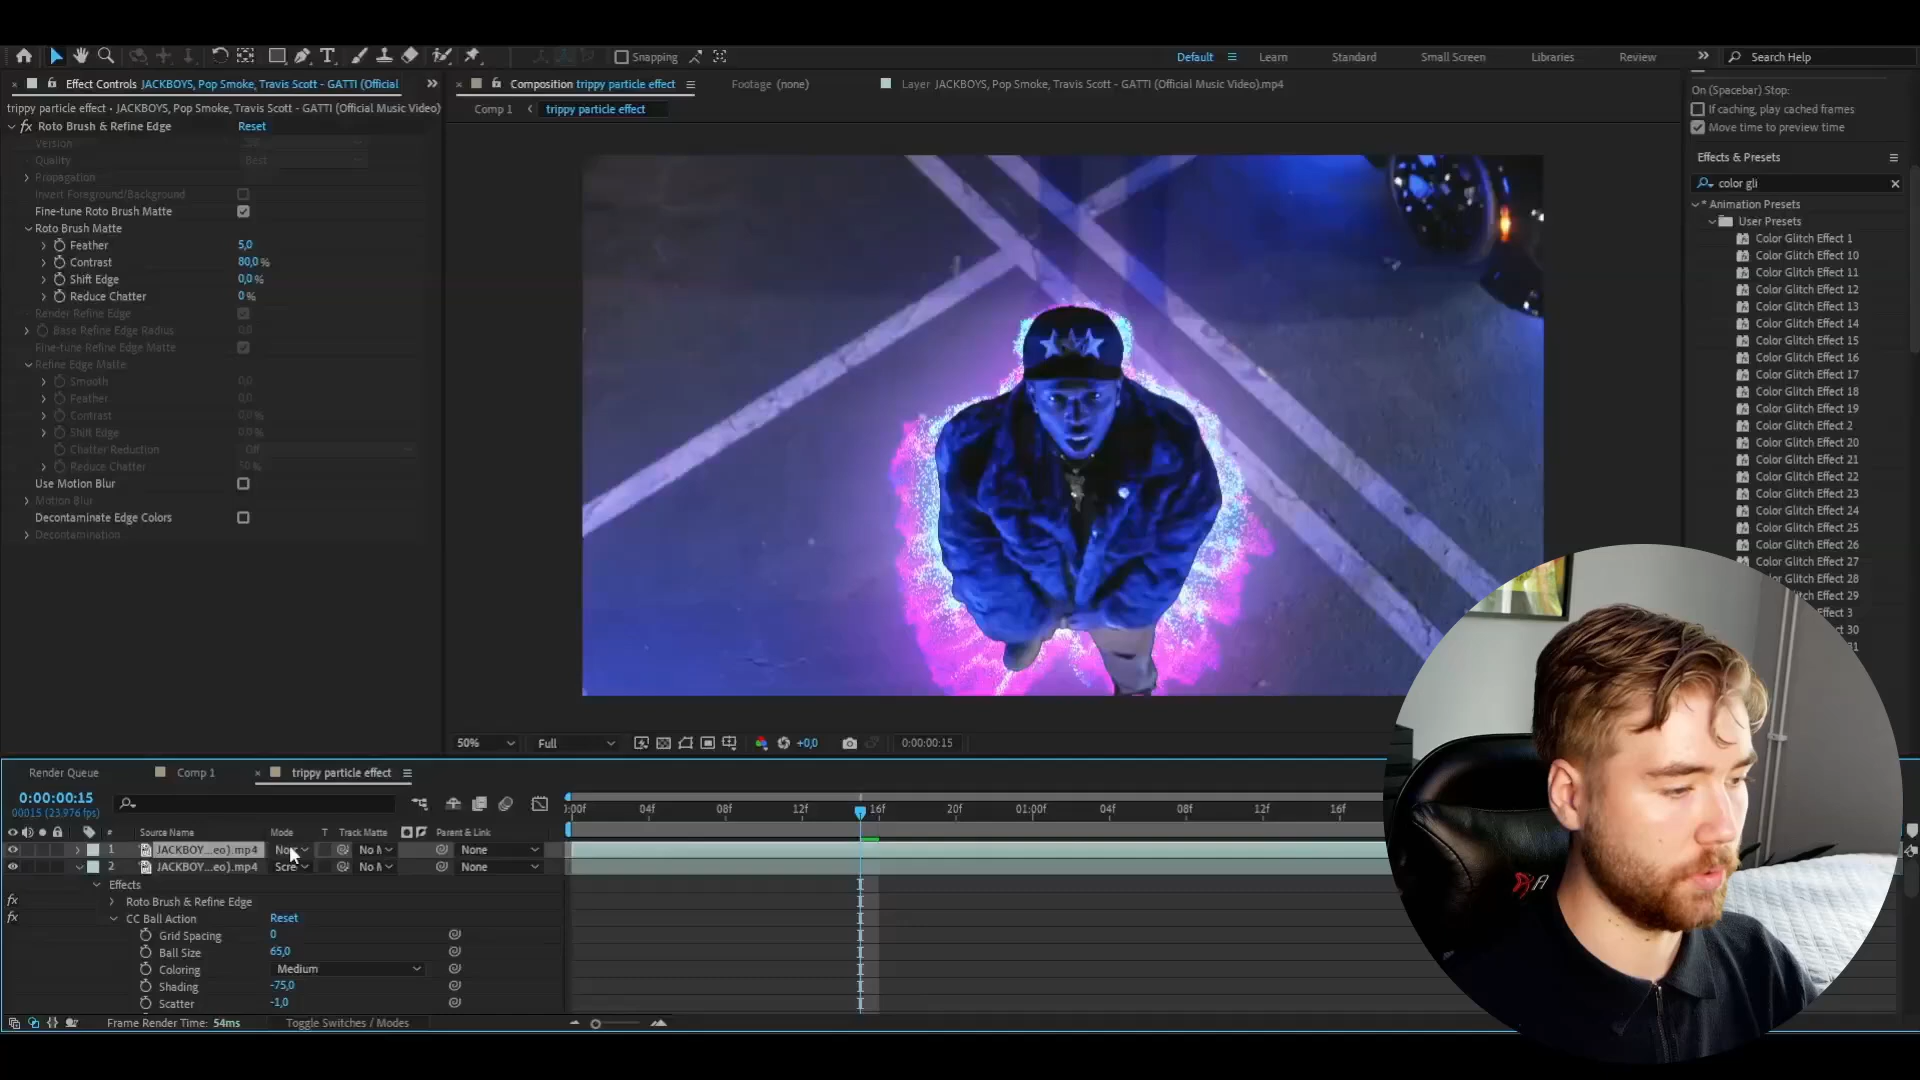 Snapping
Default
Learn
Standard
Small Screen
Libraries
Review
Search Help
Effect Controls JACKBOYS, Pop Smoke, Travis Scott - GATTI (Official
Composition trippy particle effect
Footage (none)
Layer JACKBOYS, Pop Smoke, Travis Scott - GATTI (Official Music Video).mp4
trippy particle effect • JACKBOYS, Pop Smoke, Travis Scott - GATTI (Official Music Video)
Comp 1
trippy particle effect
Roto Brush & Refine Edge
Reset
Version
Quality
Best
Propagation
Invert Foreground/Background
Fine-tune Roto Brush Matte
Roto Brush Matte
Feather
5,0
Contrast
80,0 %
Shift Edge
0,0 %
Reduce Chatter
0 %
Render Refine Edge
Base Refine Edge Radius
0,0
Fine-tune Refine Edge Matte
Refine Edge Matte
Smooth
0,0
Feather
0,0
Contrast
0,0 %
Shift Edge
0,0 %
Chatter Reduction
Off
Reduce Chatter
50 %
Use Motion Blur
Motion Blur
Decontaminate Edge Colors
Decontamination
50%
Full
+0,0
0:00:00:15
On (Spacebar) Stop:
If caching, play cached frames
Move time to preview time
Effects & Presets
color gli
* Animation Presets
User Presets
Color Glitch Effect 1
Color Glitch Effect 10
Color Glitch Effect 11
Color Glitch Effect 12
Color Glitch Effect 13
Color Glitch Effect 14
Color Glitch Effect 15
Color Glitch Effect 16
Color Glitch Effect 17
Color Glitch Effect 18
Color Glitch Effect 19
Color Glitch Effect 2
Color Glitch Effect 20
Color Glitch Effect 21
Color Glitch Effect 22
Color Glitch Effect 23
Color Glitch Effect 24
Color Glitch Effect 25
Color Glitch Effect 26
Color Glitch Effect 27
itch Effect 28
itch Effect 29
ffect 3
30
31
Render Queue
Comp 1
trippy particle effect
0:00:00:15
00015 (23.976 fps)
:00f
04f
08f
12f
16f
20f
01:00f
04f
08f
12f
16f
#
Source Name
Mode
T
Track Matte
Parent & Link
1
JACKBOY...eo).mp4
No M
None
2
JACKBOY...eo).mp4
Scre
No M
None
Effects
Roto Brush & Refine Edge
CC Ball Action
Reset
Grid Spacing
0
Ball Size
65,0
Coloring
Medium
Shading
-75,0
Scatter
-1,0
Frame Render Time: 54ms
Toggle Switches / Modes